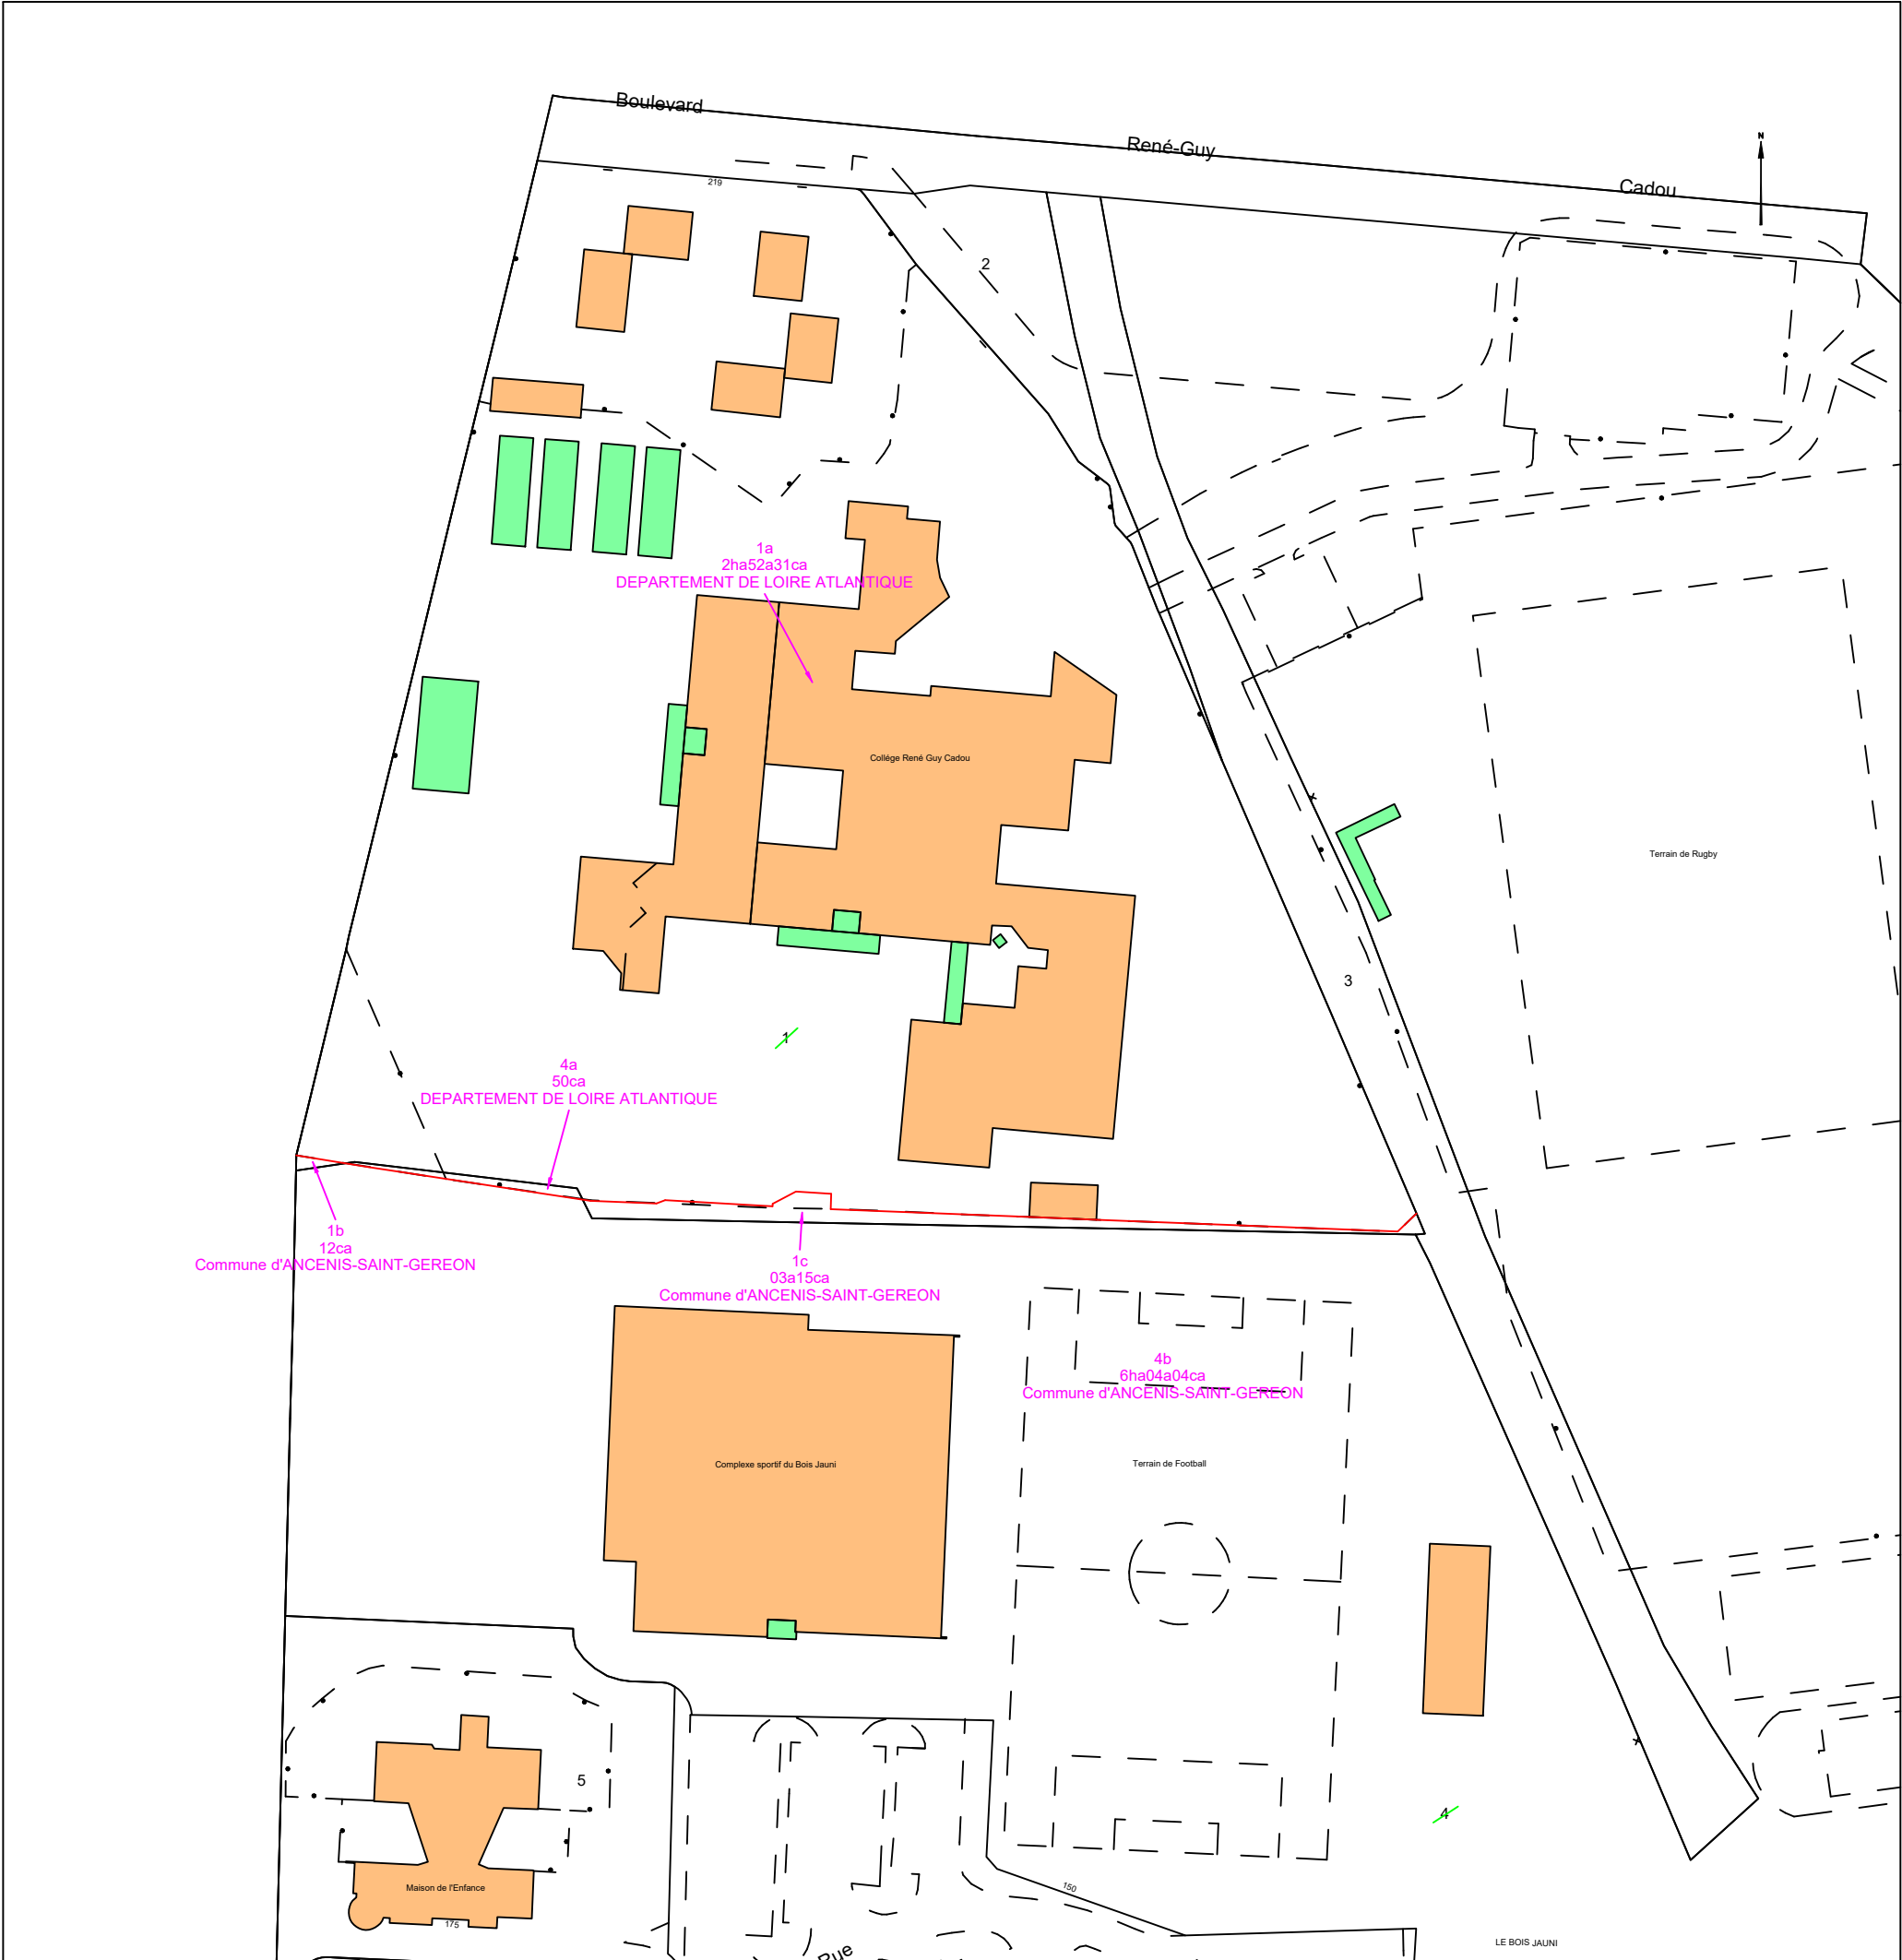 Boulevard
René-Guy
Cadou
N
219
2
1a
2ha52a31ca
DEPARTEMENT DE LOIRE ATLANTIQUE
Collége René Guy Cadou
Terrain de Rugby
3
1
4a
50ca
DEPARTEMENT DE LOIRE ATLANTIQUE
1b
12ca
Commune d'ANCENIS-SAINT-GEREON
1c
03a15ca
Commune d'ANCENIS-SAINT-GEREON
4b
6ha04a04ca
Commune d'ANCENIS-SAINT-GEREON
Complexe sportif du Bois Jauni
Terrain de Football
5
4
Maison de l'Enfance
175
150
Rue
LE BOIS JAUNI